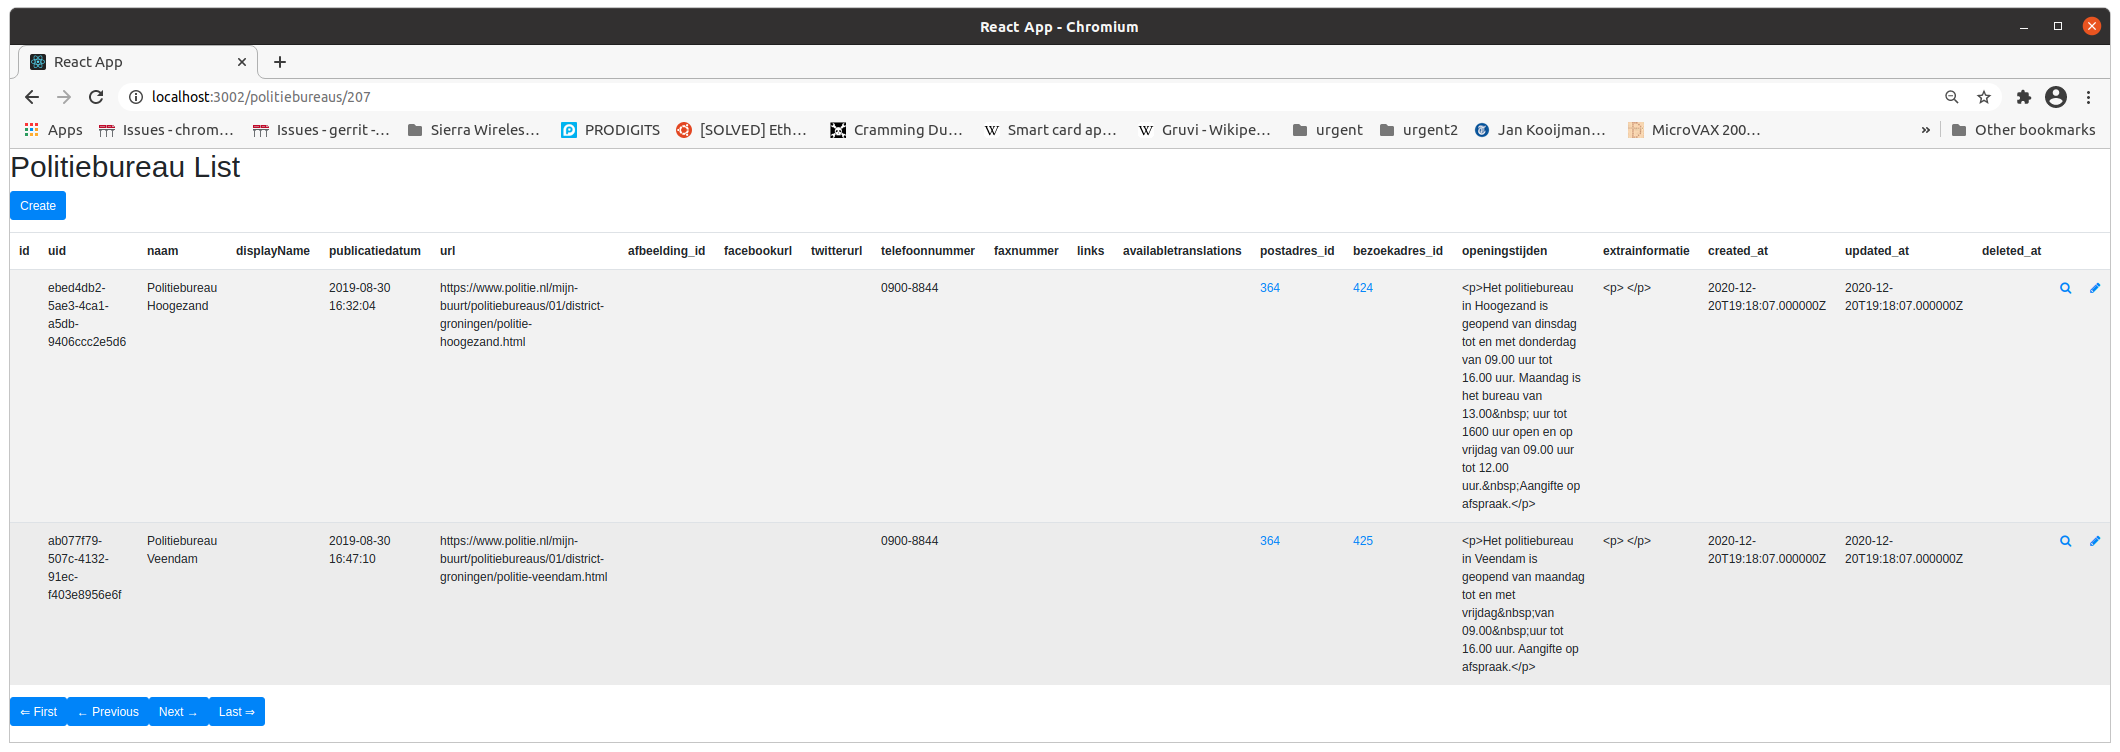 React App - Chromium
React App
localhost:3002/politiebureaus/207
Apps Issues - chrom... Issues - gerrit -... Sierra Wireles... PRODIGITS [SOLVED] Eth... Cramming Du... Smart card ap... Gruvi - Wikipe... urgent urgent2 Jan Kooijman... MicroVAX 200... » Other bookmarks
Politiebureau List
Create
id uid naam displayName publicatiedatum url afbeelding_id facebookurl twitterurl telefoonnummer faxnummer links availabletranslations postadres_id bezoekadres_id openingstijden extrainformatie created_at updated_at deleted_at
ebed4db2- Politiebureau 2019-08-30 https://www.politie.nl/mijn- 0900-8844 364 424 <p>Het politiebureau <p> </p> 2020-12- 2020-12-
5ae3-4ca1- Hoogezand 16:32:04 buurt/politiebureaus/01/district- in Hoogezand is 20T19:18:07.000000Z 20T19:18:07.000000Z
a5db- groningen/politie- geopend van dinsdag
9406ccc2e5d6 hoogezand.html tot en met donderdag
van 09.00 uur tot
16.00 uur. Maandag is
het bureau van
13.00&nbsp; uur tot
1600 uur open en op
vrijdag van 09.00 uur
tot 12.00
uur.&nbsp;Aangifte op
afspraak.</p>
ab077f79- Politiebureau 2019-08-30 https://www.politie.nl/mijn- 0900-8844 364 425 <p>Het politiebureau <p> </p> 2020-12- 2020-12-
507c-4132- Veendam 16:47:10 buurt/politiebureaus/01/district- in Veendam is 20T19:18:07.000000Z 20T19:18:07.000000Z
91ec- groningen/politie-veendam.html geopend van maandag
f403e8956e6f tot en met
vrijdag&nbsp;van
09.00&nbsp;uur tot
16.00 uur. Aangifte op
afspraak.</p>
⇐ First ← Previous Next → Last ⇒